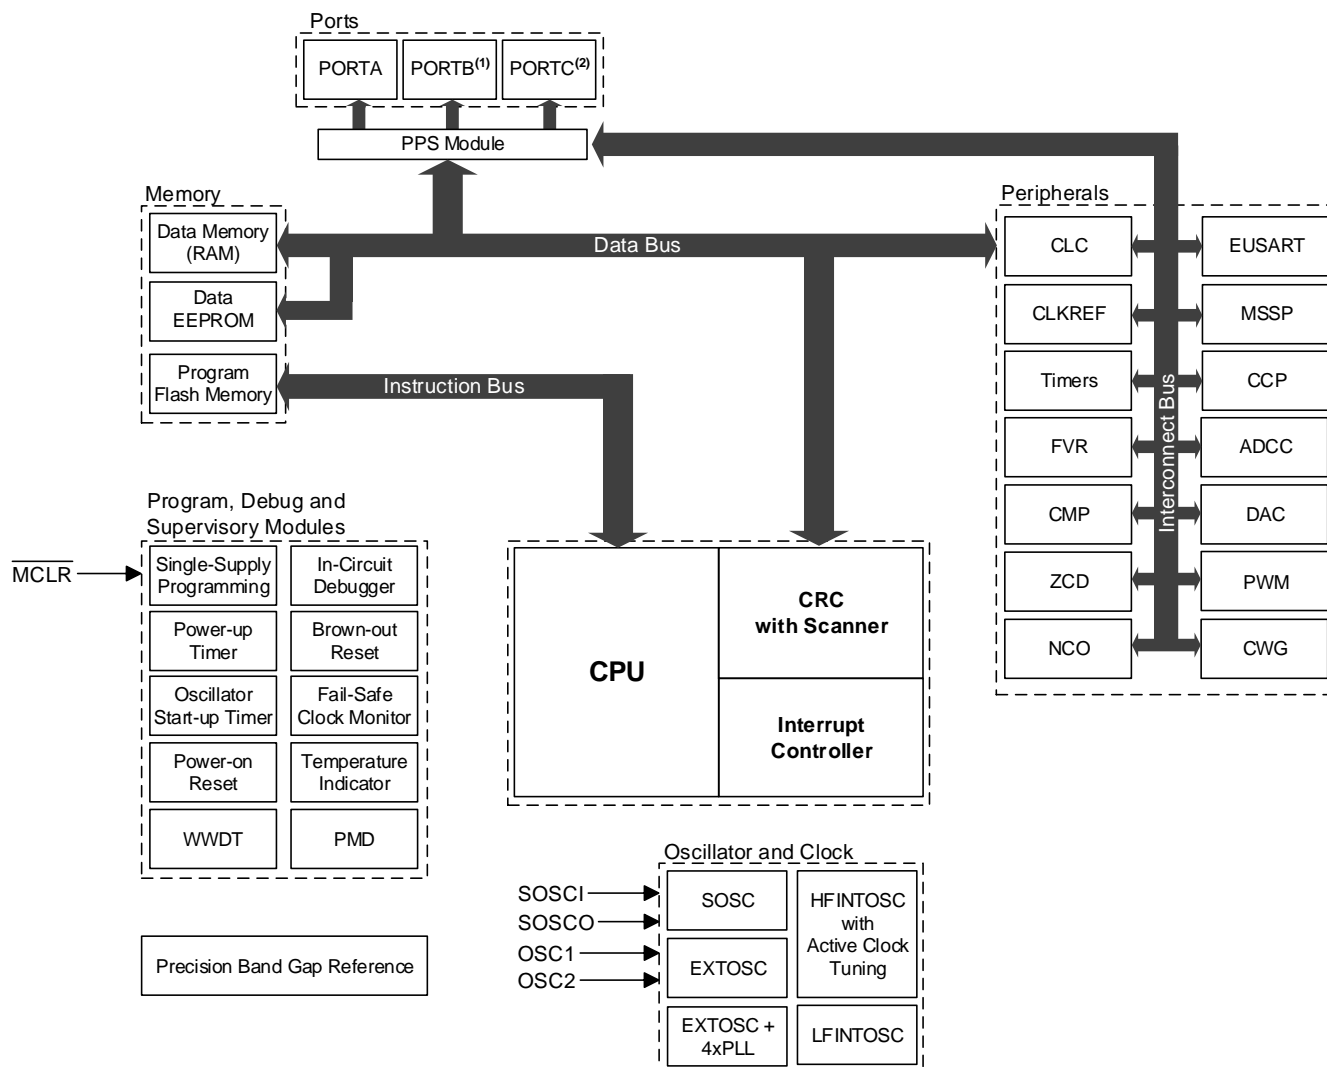 Ports
PORTA
PORTB(1)
PORTC(2)
PPS Module
Memory
Data Memory
(RAM)
Data
EEPROM
Program
Flash Memory
Data Bus
Instruction Bus
Peripherals
CLC
EUSART
CLKREF
MSSP
Timers
CCP
FVR
ADCC
CMP
DAC
ZCD
PWM
NCO
CWG
Interconnect Bus
Program, Debug and
Supervisory Modules
MCLR
Single-Supply
Programming
In-Circuit
Debugger
Power-up
Timer
Brown-out
Reset
Oscillator
Start-up Timer
Fail-Safe
Clock Monitor
Power-on
Reset
Temperature
Indicator
WWDT
PMD
CPU
CRC
with Scanner
Interrupt
Controller
Precision Band Gap Reference
Oscillator and Clock
SOSCI
SOSCO
OSC1
OSC2
SOSC
HFINTOSC
with
Active Clock
Tuning
EXTOSC
EXTOSC +
4xPLL
LFINTOSC